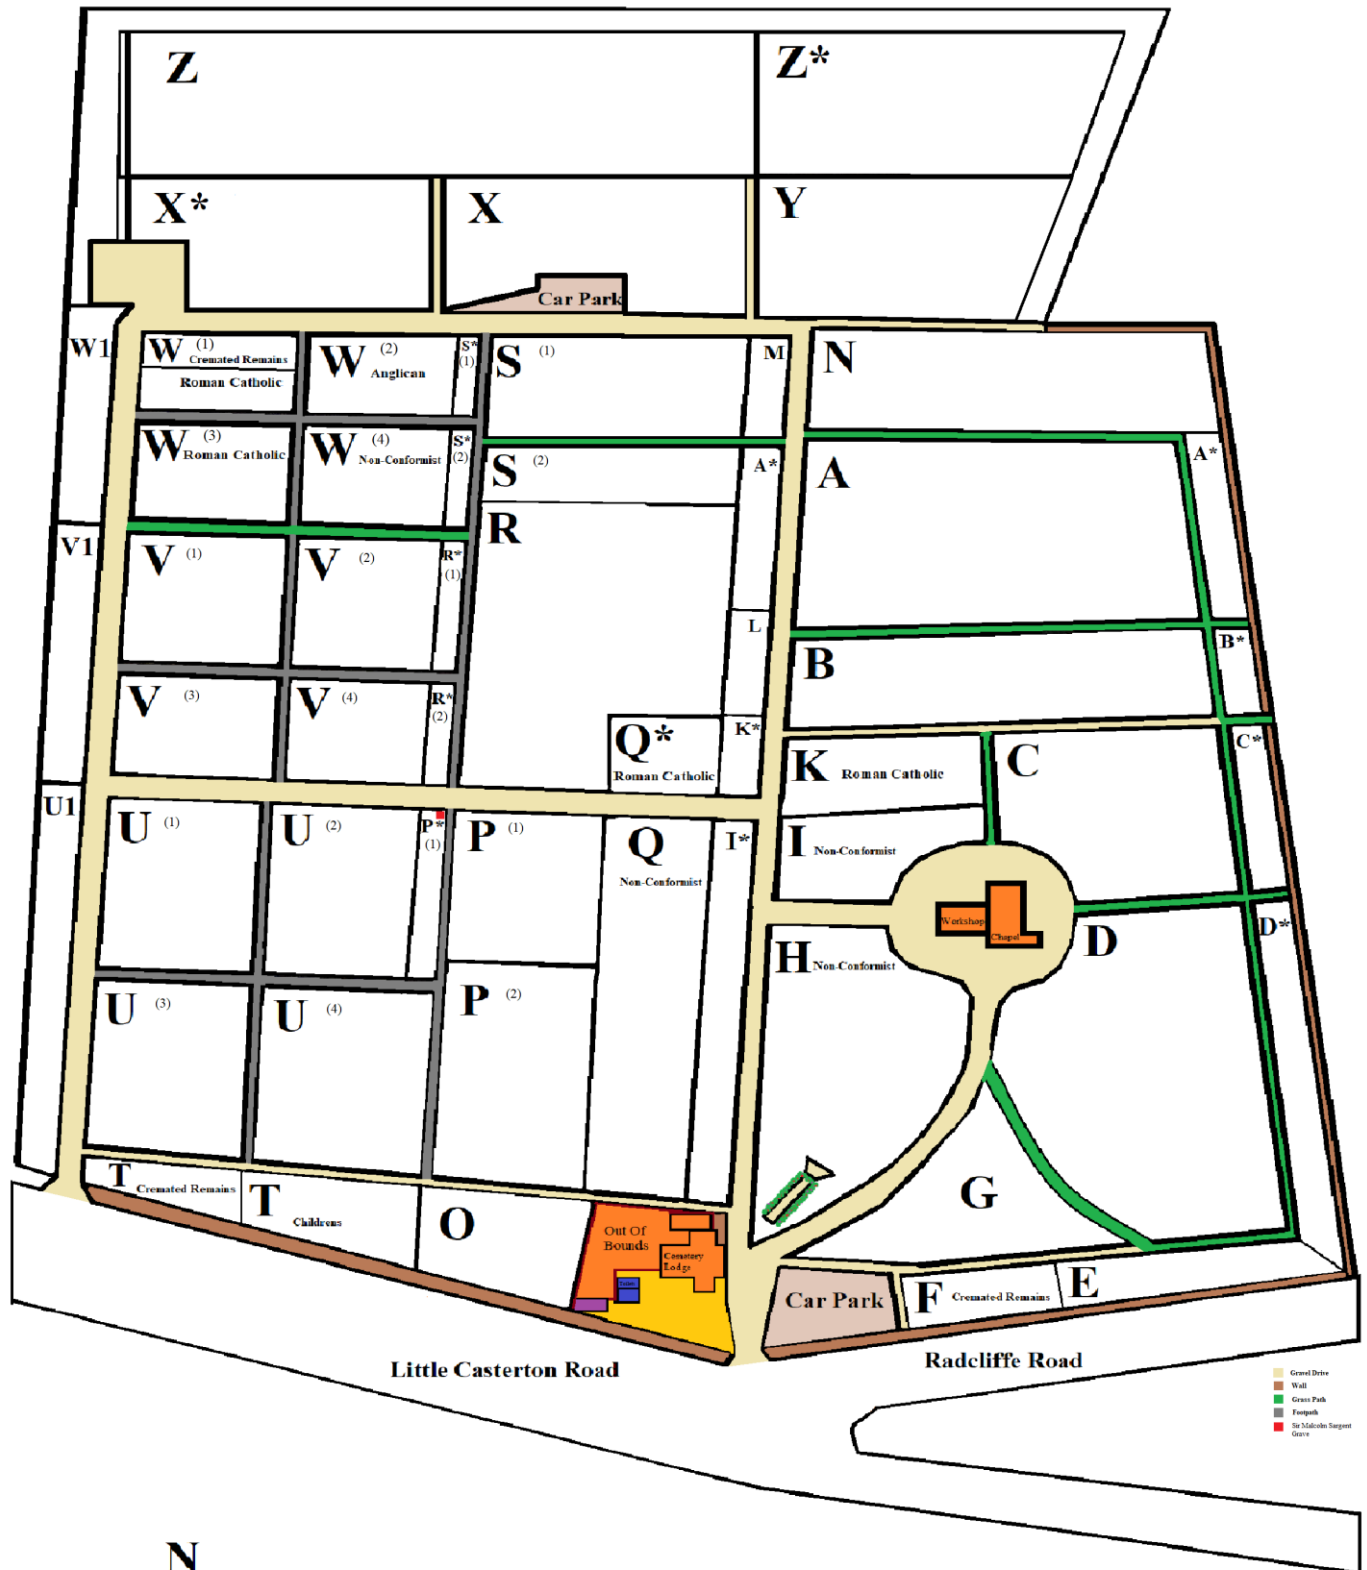 Z
Z*
X*
X
Y
Car Park
W1
W (1)
Cremated Remains
Roman Catholic
W (2)
Anglican
S*
(1)
S (1)
M
N
W (3)
Roman Catholic
W (4)
Non-Conformist
S*
(2)
S (2)
A*
A
A*
V1
V (1)
V (2)
R*
(1)
R
L
B
B*
V (3)
V (4)
R*
(2)
Q*
Roman Catholic
K*
K Roman Catholic
C
C*
U1
U (1)
U (2)
P*
(1)
P (1)
Q
Non-Conformist
I*
I Non-Conformist
Workshop
Chapel
H Non-Conformist
D
D*
U (3)
U (4)
P (2)
T Cremated Remains
T
Childrens
O
Out Of
Bounds
Cemetery
Lodge
G
Car Park
F Cremated Remains
E
Little Casterton Road
Radcliffe Road
Gravel Drive
Wall
Grass Path
Footpath
Sir Malcolm Sargent
Grave
N